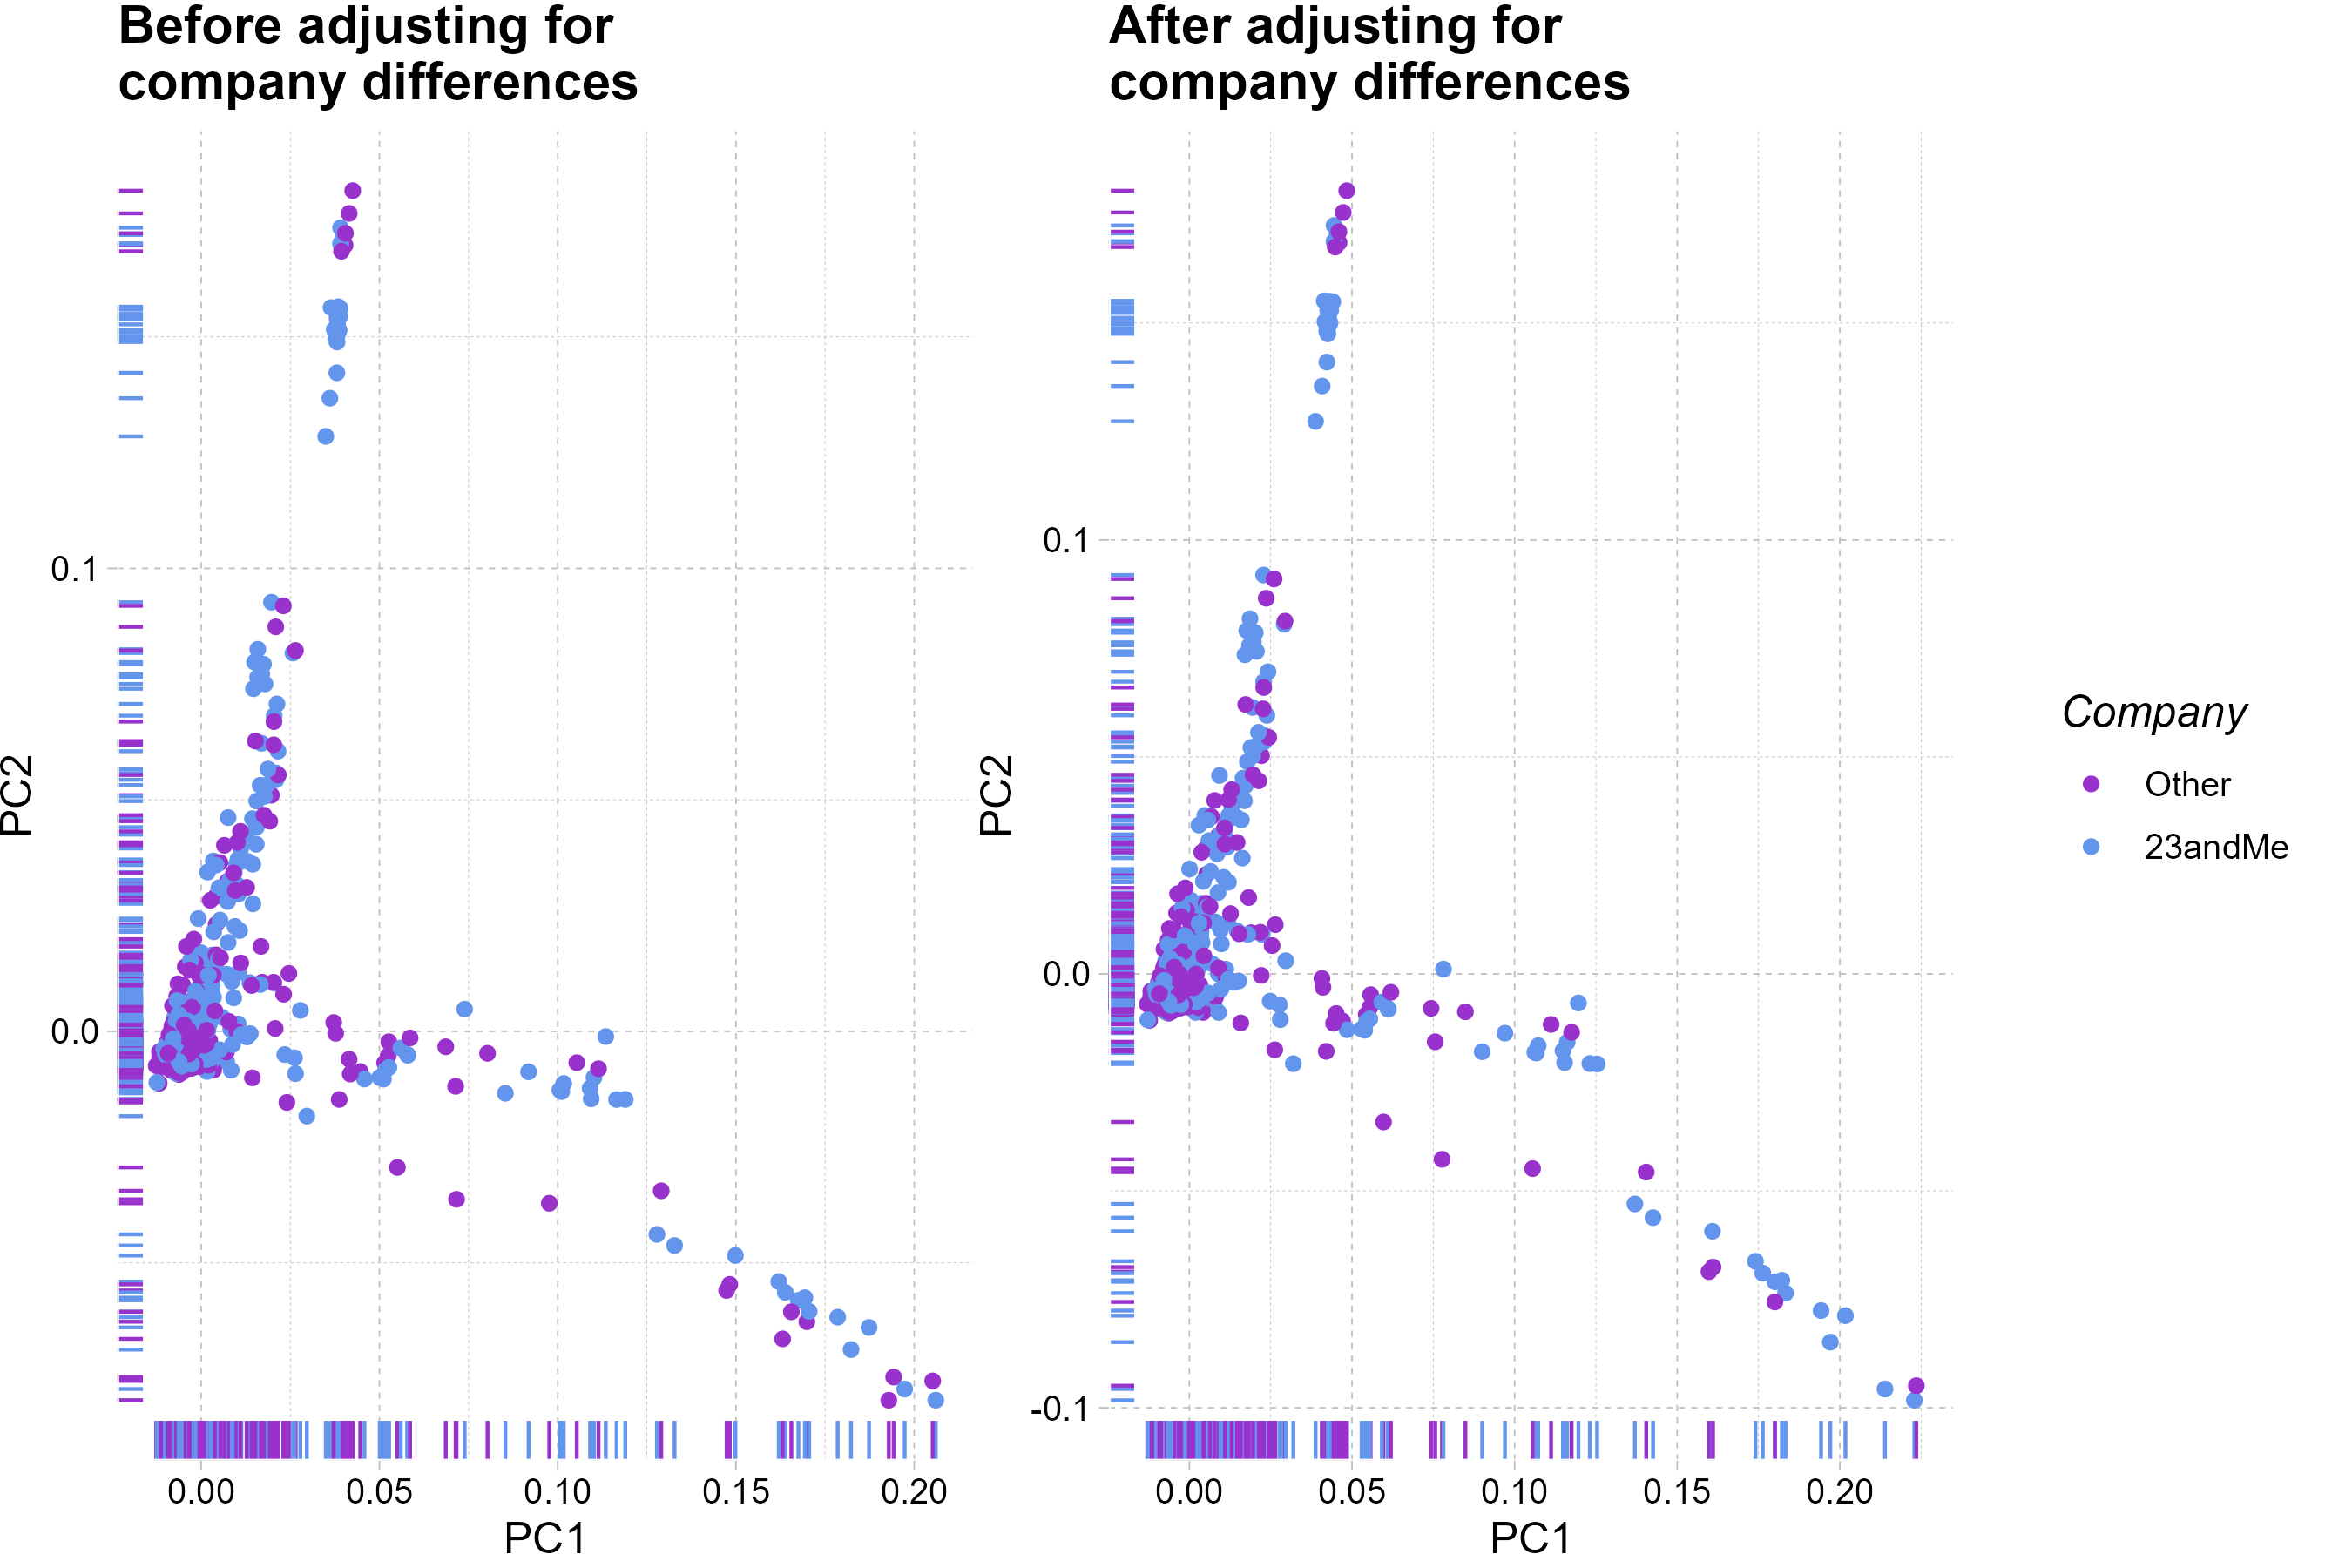 Before adjusting for
company differences
After adjusting for
company differences
PC2
0.1
0.0
0.00
0.05
0.10
0.15
0.20
PC1
PC2
0.1
0.0
-0.1
0.00
0.05
0.10
0.15
0.20
PC1
Company
Other
23andMe